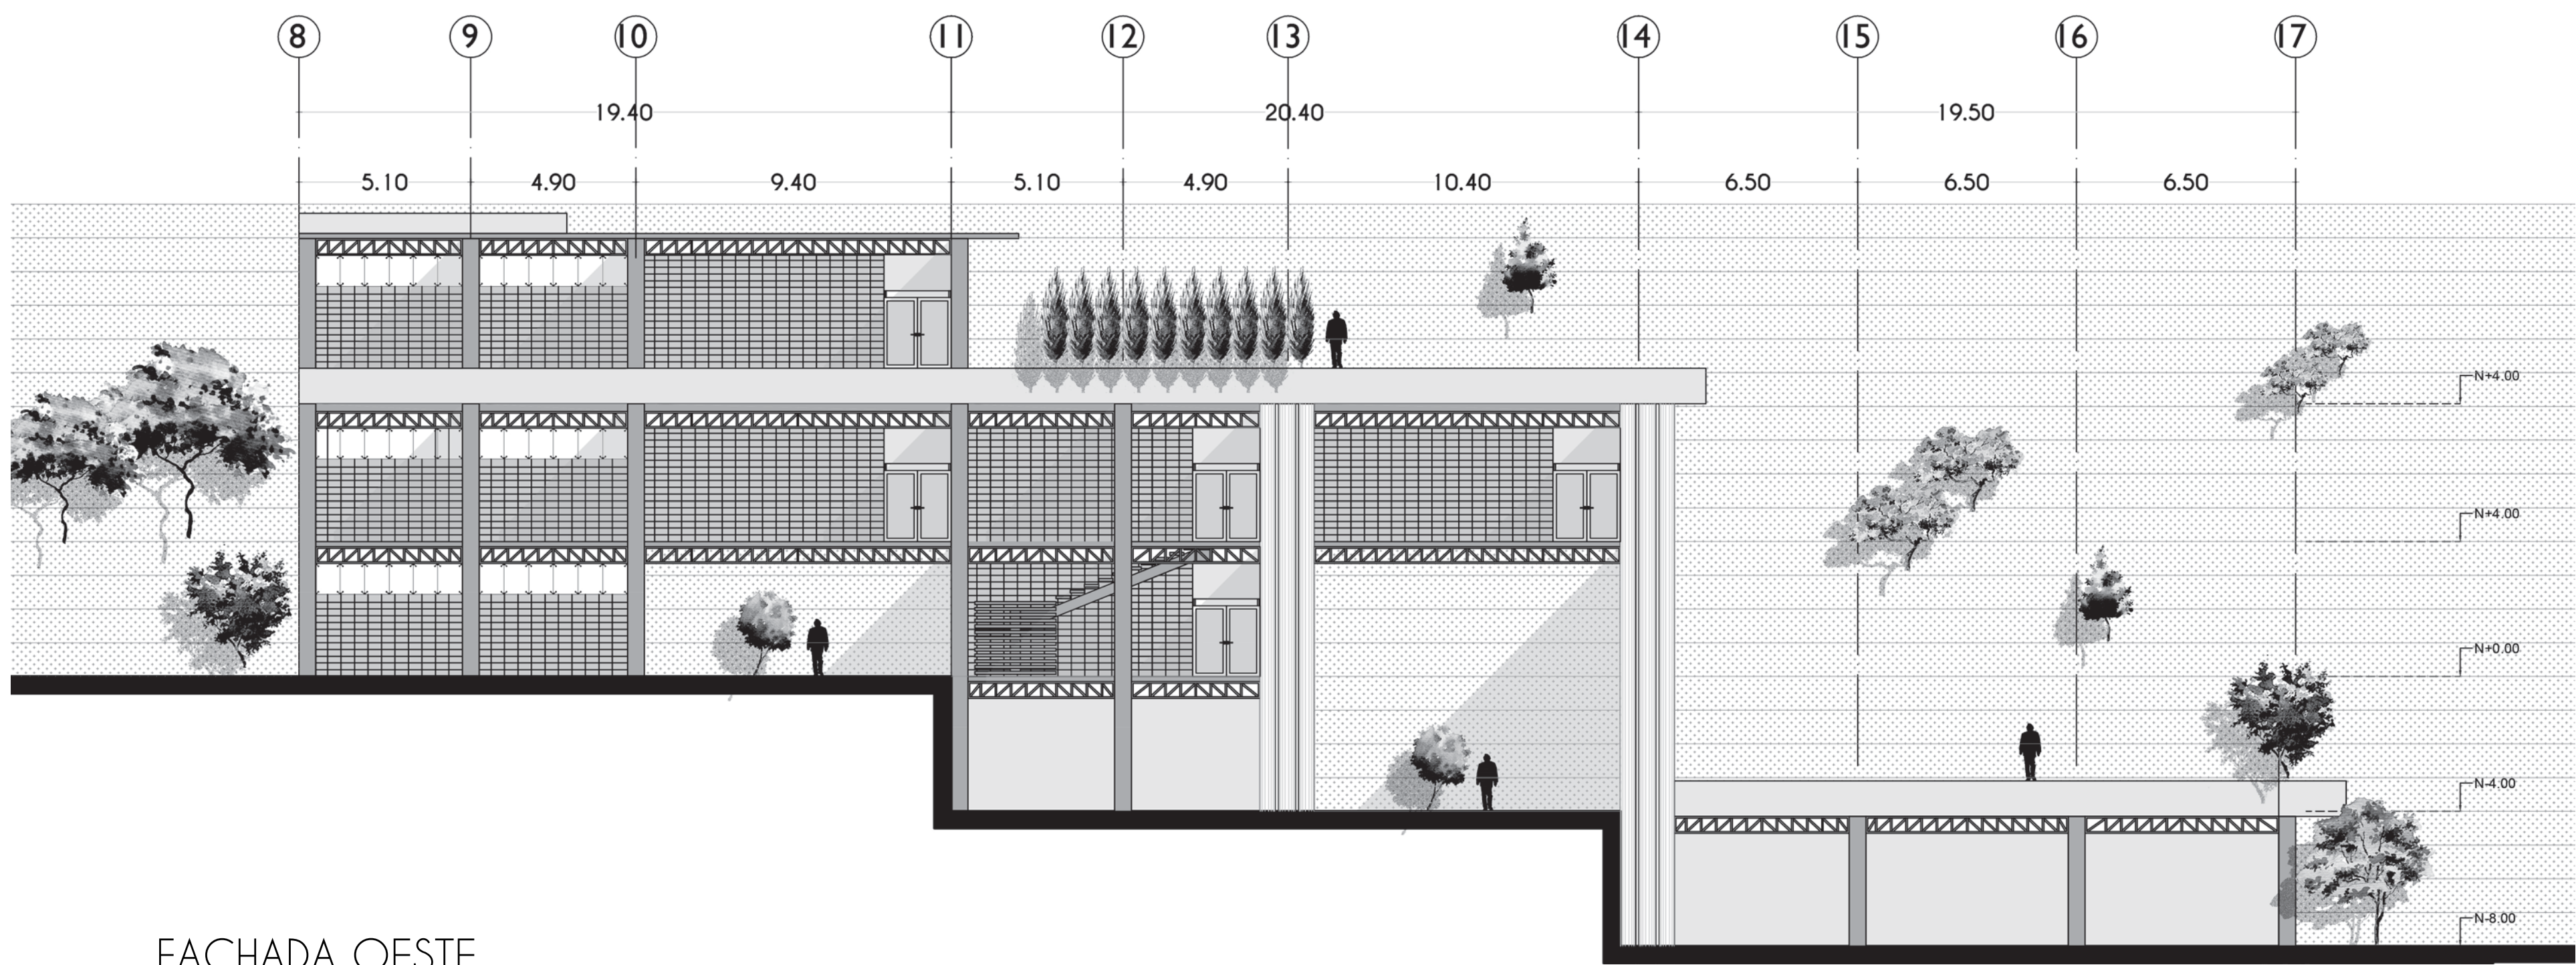 8 9 10 11 12 13 14 15 16 17
19.40 20.40 19.50
5.10 4.90 9.40 5.10 4.90 10.40 6.50 6.50 6.50
N+4.00
N+4.00
N+0.00
N-4.00
N-8.00
FACHADA OESTE